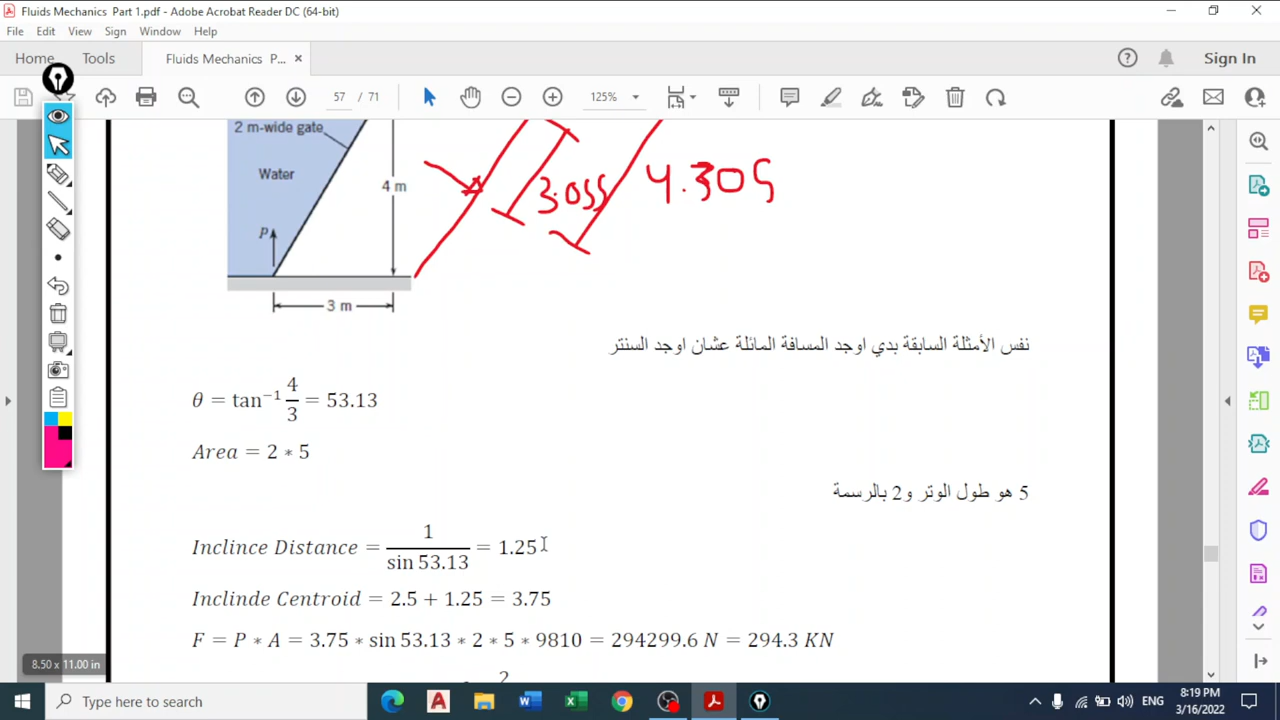 Fluids Mechanics Part 1.pdf - Adobe Acrobat Reader DC (64-bit)
File Edit View Sign Window Help
Home Tools Fluids Mechanics P... × Sign In
57 / 71 125%
2 m-wide gate
Water
4 m
P
3 m
3.055
4.305
نفس الأمثلة السابقة بدي اوجد المسافة المائلة عشان اوجد السنتر
θ = tan⁻¹ 4/3 = 53.13
Area = 2 ∗ 5
5 هو طول الوتر و2 بالرسمة
Inclince Distance = 1/sin 53.13 = 1.25
Inclinde Centroid = 2.5 + 1.25 = 3.75
F = P ∗ A = 3.75 ∗ sin 53.13 ∗ 2 ∗ 5 ∗ 9810 = 294299.6 N = 294.3 KN
2
8.50 x 11.00 in
Type here to search
ENG
8:19 PM
3/16/2022